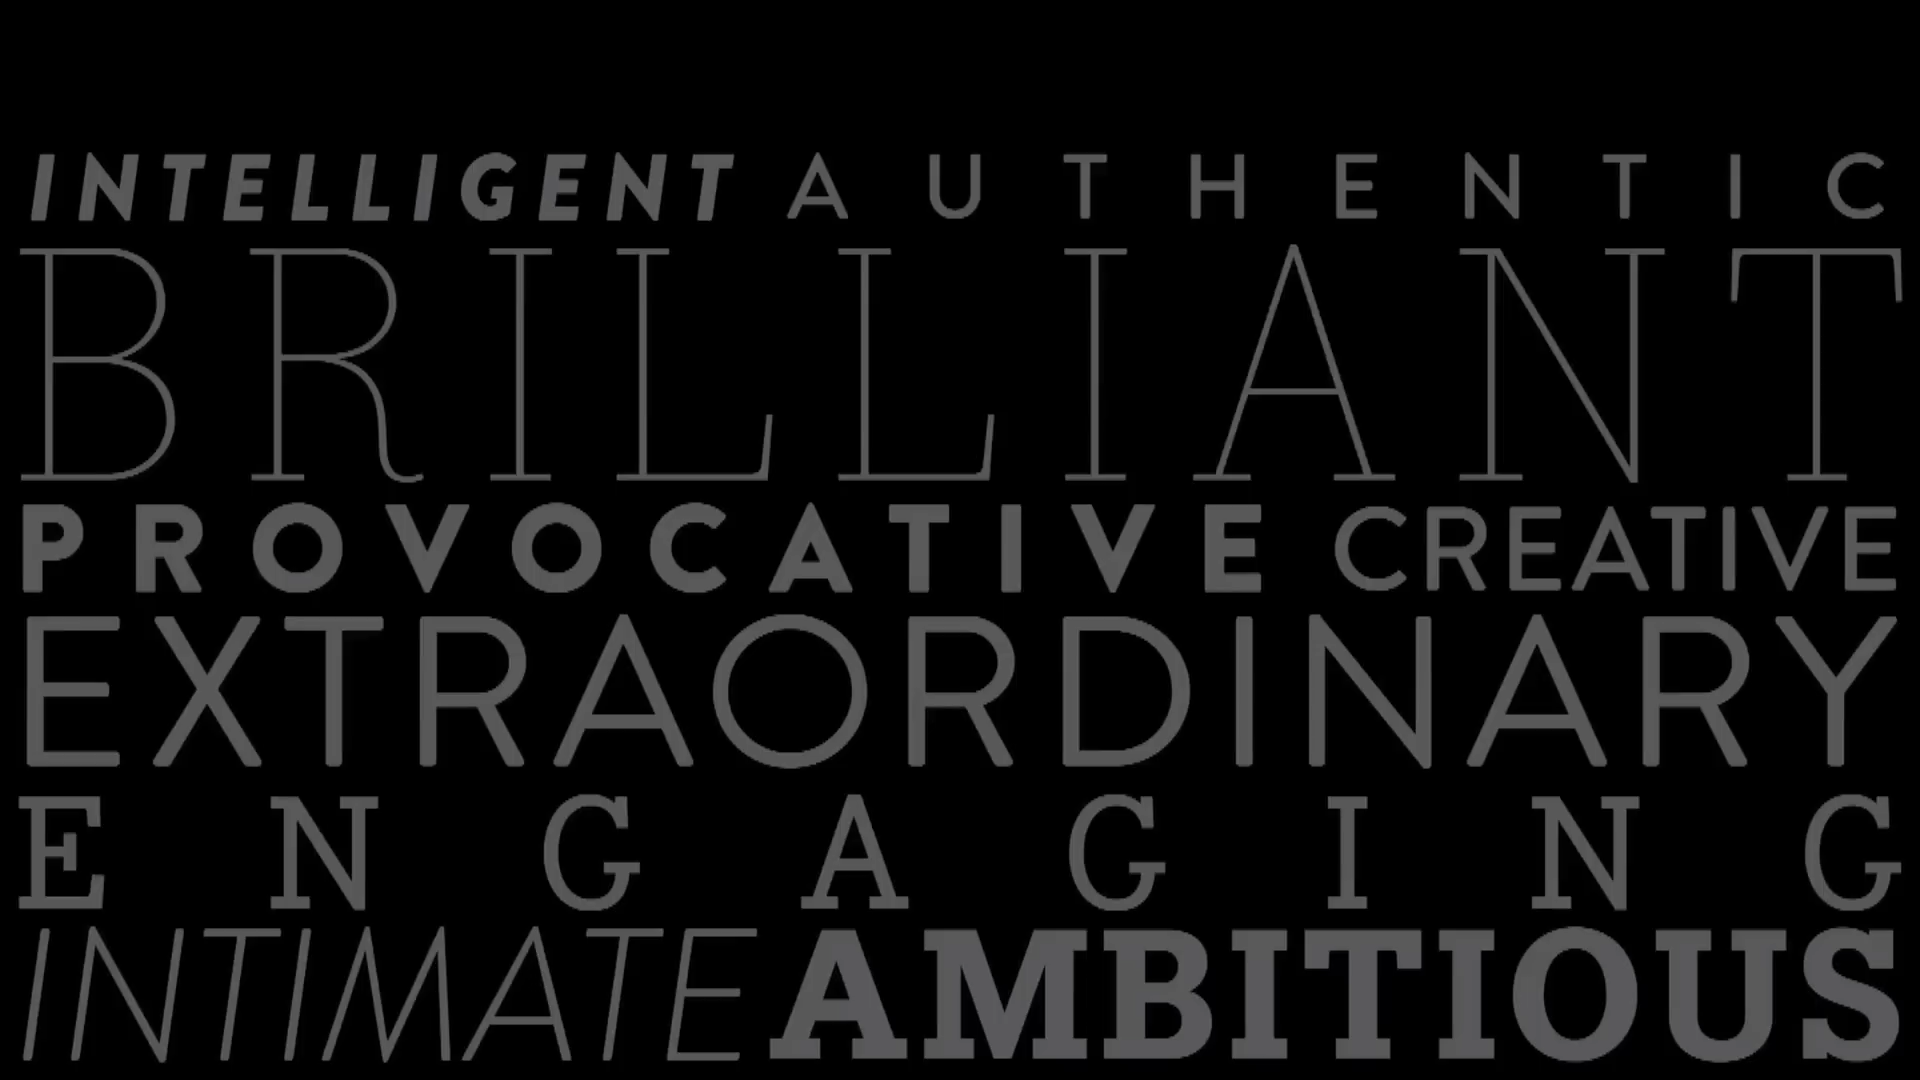 INTELLIGENT AUTHENTIC
BRILLIANT
PROVOCATIVE CREATIVE
EXTRAORDINARY
ENGAGING
INTIMATE AMBITIOUS